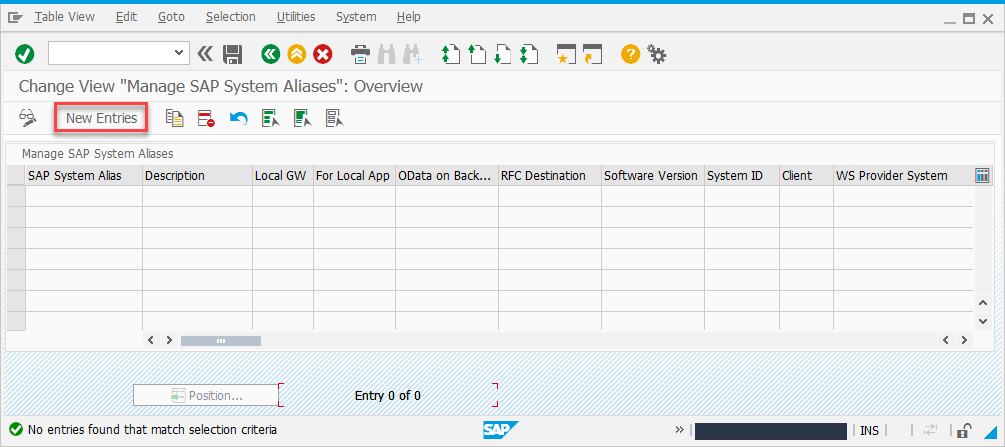 Table View Edit Goto Selection Utilities System Help
Change View "Manage SAP System Aliases": Overview
New Entries
Manage SAP System Aliases
SAP System Alias Description Local GW For Local App OData on Back... RFC Destination Software Version System ID Client WS Provider System
Position... Entry 0 of 0
No entries found that match selection criteria SAP INS